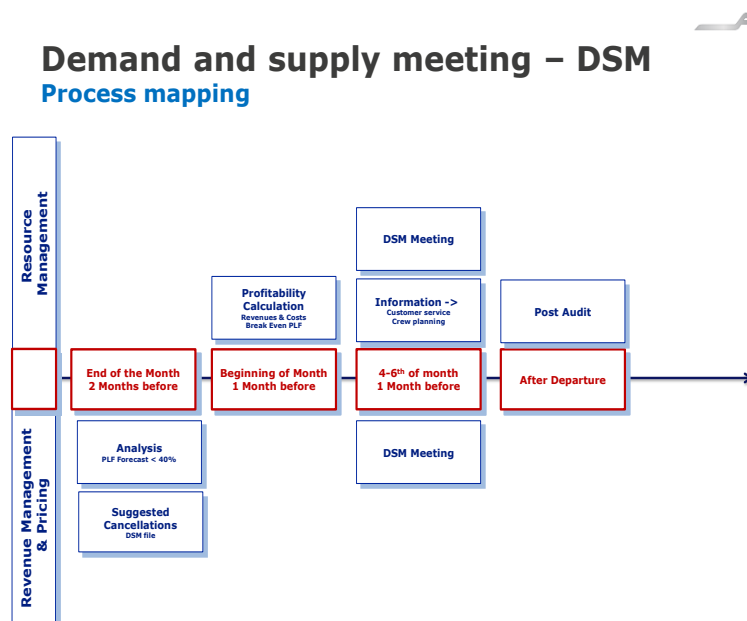 Demand and supply meeting – DSM
Process mapping
Resource
Management
DSM Meeting
Profitability
Calculation
Revenues & Costs
Break Even PLF
Information ->
Customer service
Crew planning
Post Audit
End of the Month
2 Months before
Beginning of Month
1 Month before
4-6th of month
1 Month before
After Departure
Revenue Management
& Pricing
Analysis
PLF Forecast < 40%
DSM Meeting
Suggested
Cancellations
DSM file